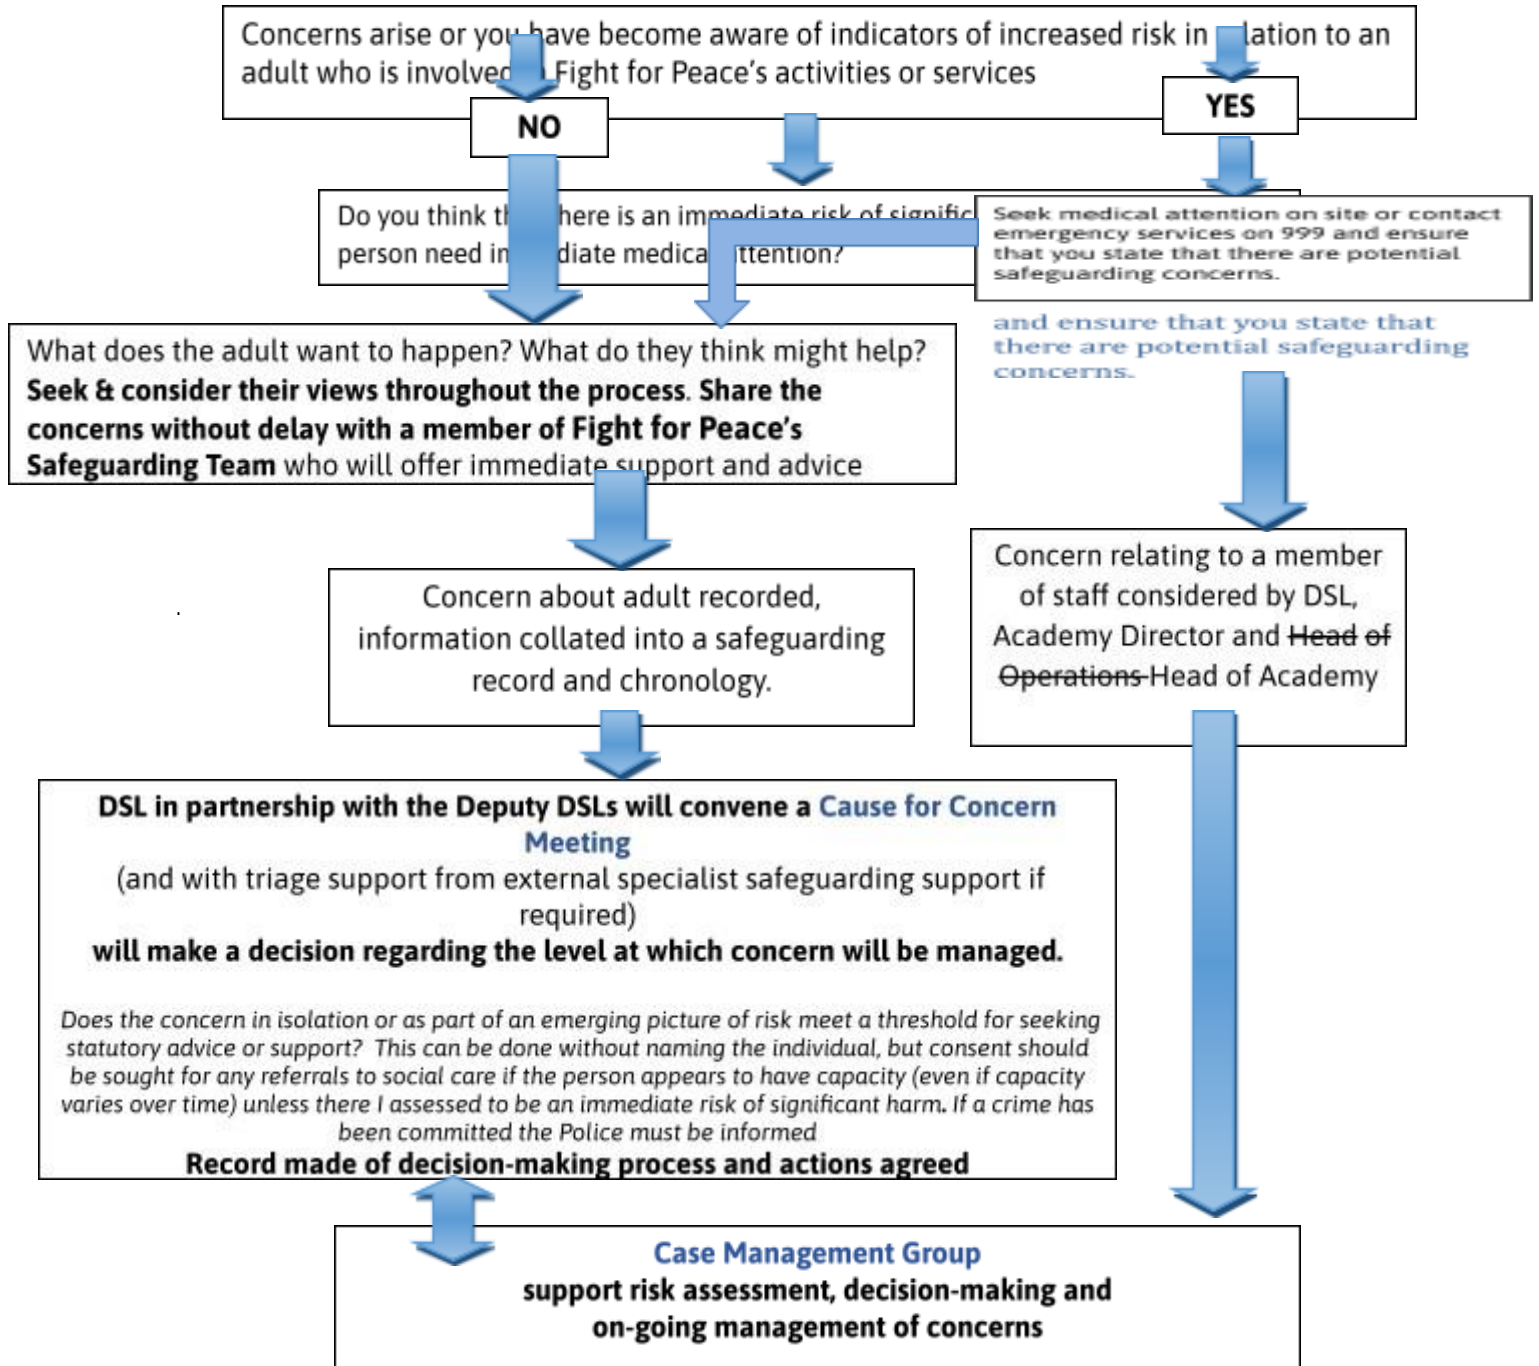 Concerns arise or you have become aware of indicators of increased risk in lation to an
adult who is involved Fight for Peace's activities or services
NO
YES
Do you think th here is an immediate risk of signific
person need in diate medica ttention?
Seek medical attention on site or contact
emergency services on 999 and ensure
that you state that there are potential
safeguarding concerns.
and ensure that you state that
there are potential safeguarding
concerns.
What does the adult want to happen? What do they think might help?
Seek & consider their views throughout the process. Share the
concerns without delay with a member of Fight for Peace's
Safeguarding Team who will offer immediate support and advice
Concern relating to a member
of staff considered by DSL,
Academy Director and Head of
Operations Head of Academy
Concern about adult recorded,
information collated into a safeguarding
record and chronology.
.
DSL in partnership with the Deputy DSLs will convene a Cause for Concern
Meeting
(and with triage support from external specialist safeguarding support if
required)
will make a decision regarding the level at which concern will be managed.
Does the concern in isolation or as part of an emerging picture of risk meet a threshold for seeking
statutory advice or support? This can be done without naming the individual, but consent should
be sought for any referrals to social care if the person appears to have capacity (even if capacity
varies over time) unless there I assessed to be an immediate risk of significant harm. If a crime has
been committed the Police must be informed
Record made of decision-making process and actions agreed
Case Management Group
support risk assessment, decision-making and
on-going management of concerns